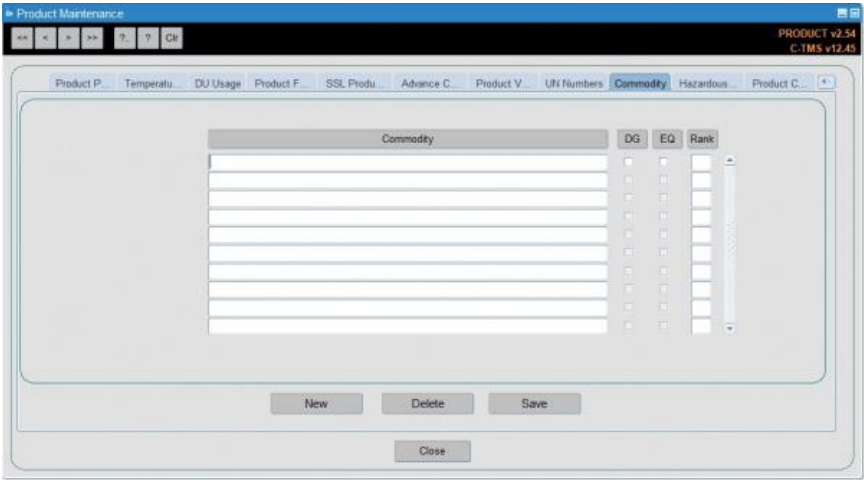 Product Maintenance
<< < > >> ?.. ? Clr
PRODUCT v2.54
C-TMS v12.45
Product P... Temperatu... DU Usage Product F... SSL Produ... Advance C... Product V... UN Numbers Commodity Hazardous... Product C...
Commodity DG EQ Rank
New Delete Save
Close